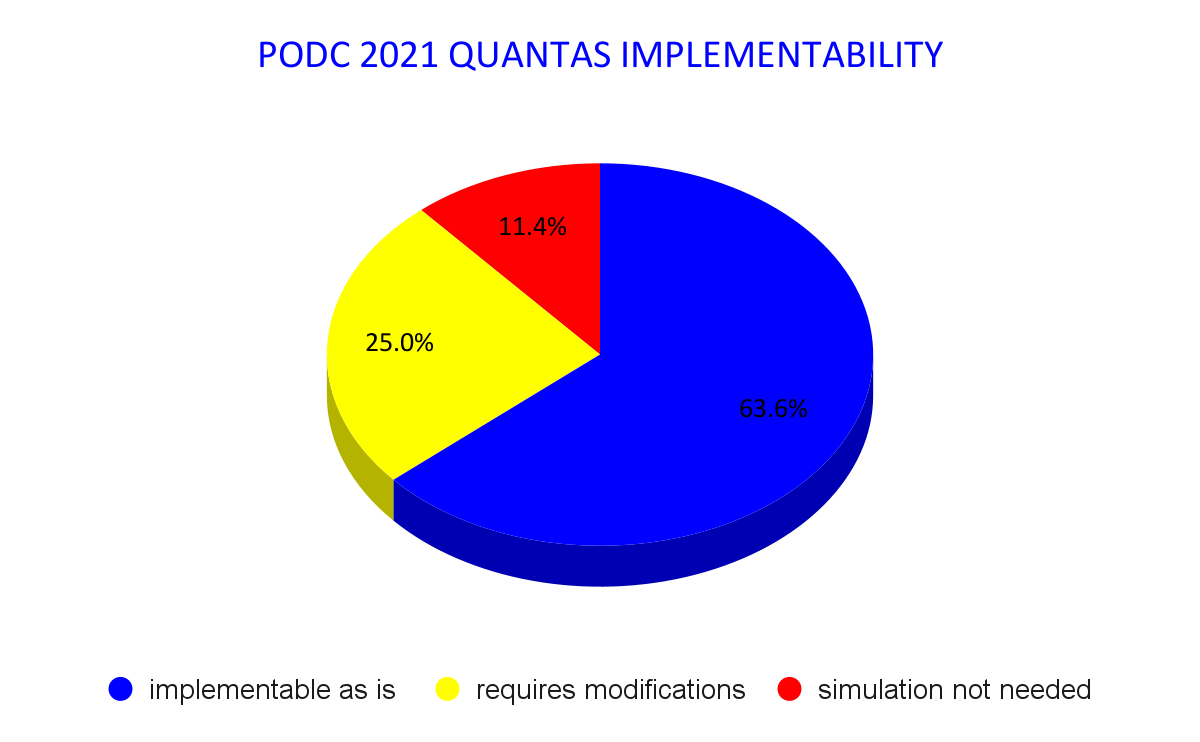 PODC 2021 QUANTAS IMPLEMENTABILITY
11.4%
25.0%
63.6%
implementable as is
requires modifications
simulation not needed